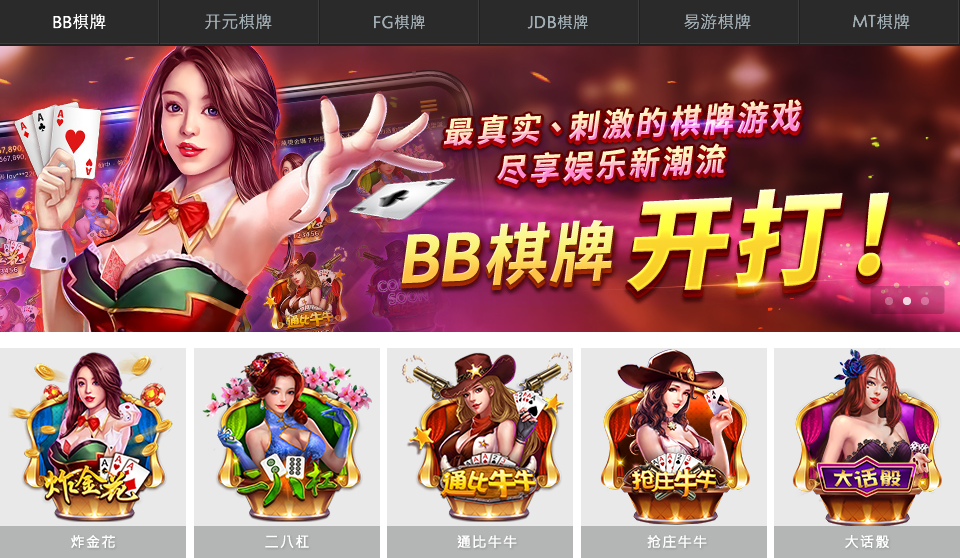 BB棋牌
开元棋牌
FG棋牌
JDB棋牌
易游棋牌
MT棋牌
最真实、刺激的棋牌游戏
尽享娱乐新潮流
BB棋牌 开打！
A
A
A
通比牛牛
COMING SOON
炸金花
二八杠
通比牛牛
抢庄牛牛
大话骰
炸金花
二八杠
通比牛牛
抢庄牛牛
大话骰